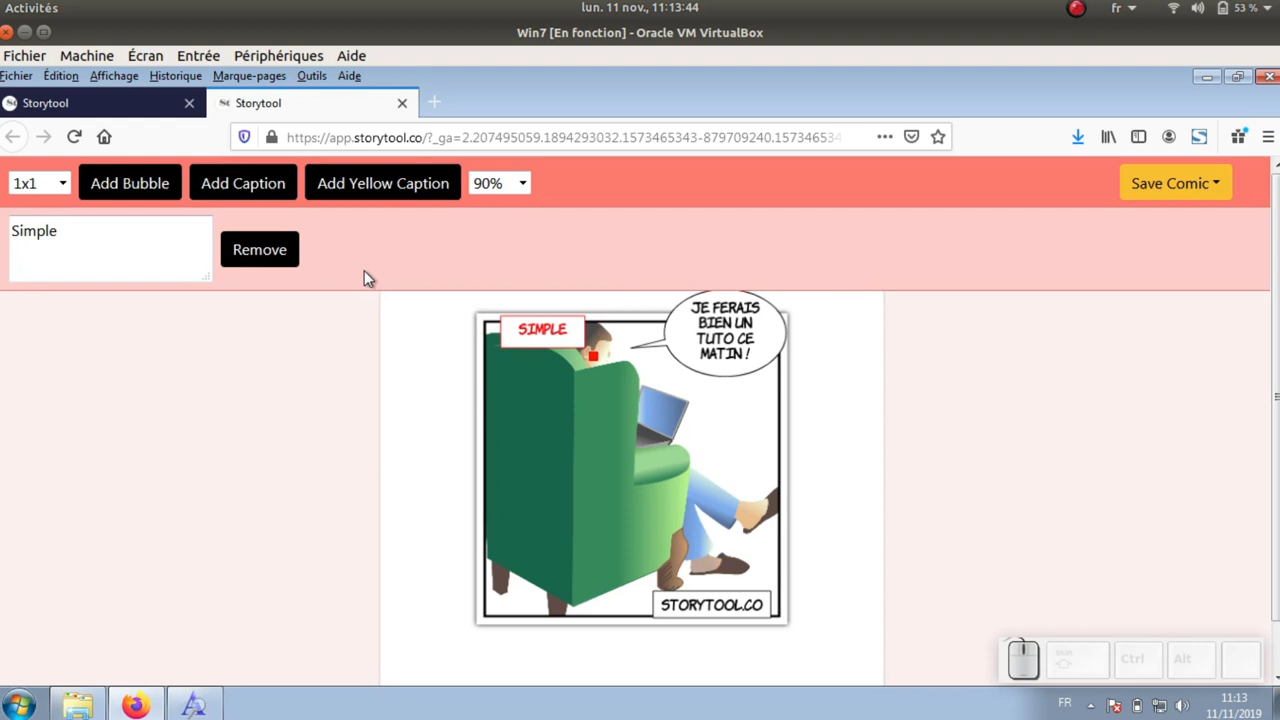 Activités
lun. 11 nov., 11:13:44
fr
53 %
Win7 [En fonction] - Oracle VM VirtualBox
Fichier Machine Écran Entrée Périphériques Aide
Fichier Édition Affichage Historique Marque-pages Outils Aide
Storytool
Storytool
https://app.storytool.co/?_ga=2.207495059.1894293032.1573465343-879709240.157346534
1x1
Add Bubble
Add Caption
Add Yellow Caption
90%
Save Comic
Simple
Remove
SIMPLE
JE FERAIS
BIEN UN
TUTO CE
MATIN !
STORYTOOL.CO
Shift
Ctrl
Alt
FR
11:13
11/11/2019